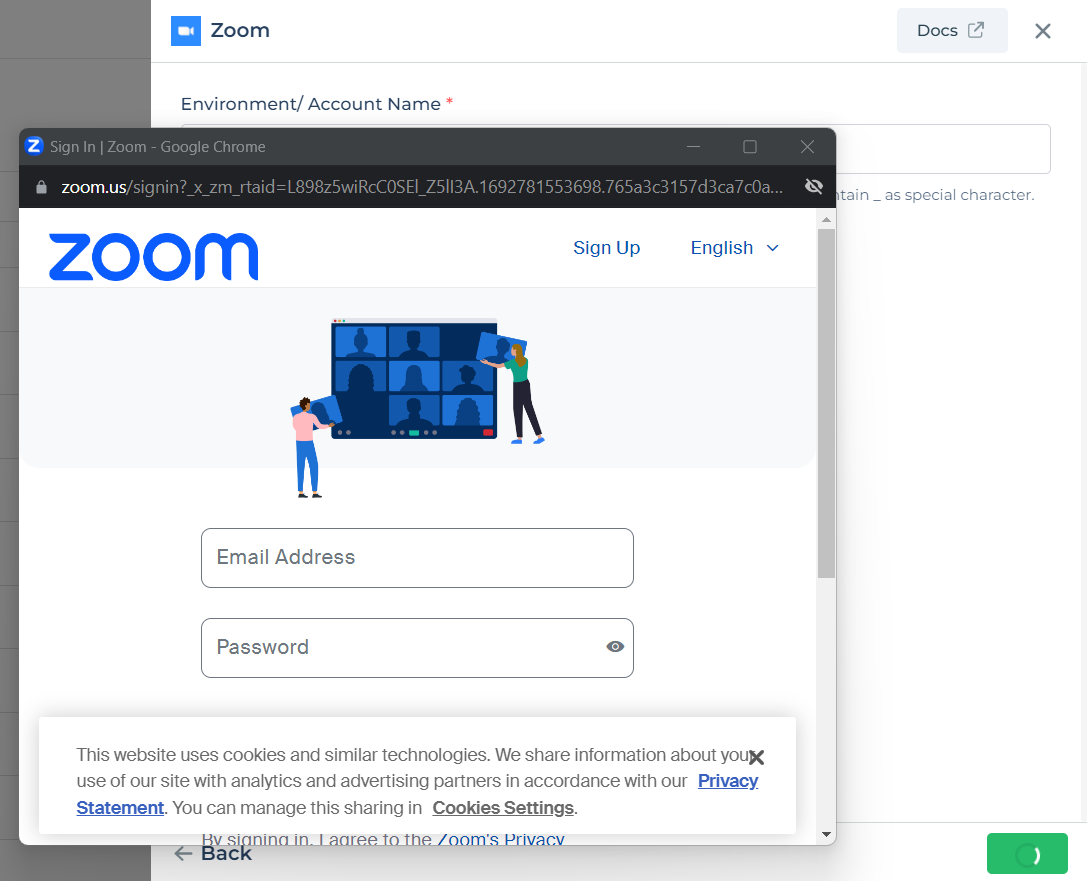 Zoom
Docs
Environment/ Account Name *
Sign In | Zoom - Google Chrome
zoom.us/signin?_x_zm_rtaid=L898z5wiRcC0SEl_Z5lI3A.1692781553698.765a3c3157d3ca7c0a...
ntain _ as special character.
zoom
Sign Up
English
Email Address
Password
This website uses cookies and similar technologies. We share information about your
use of our site with analytics and advertising partners in accordance with our Privacy
Statement. You can manage this sharing in Cookies Settings.
By signing in, I agree to the Zoom's Privacy
Back